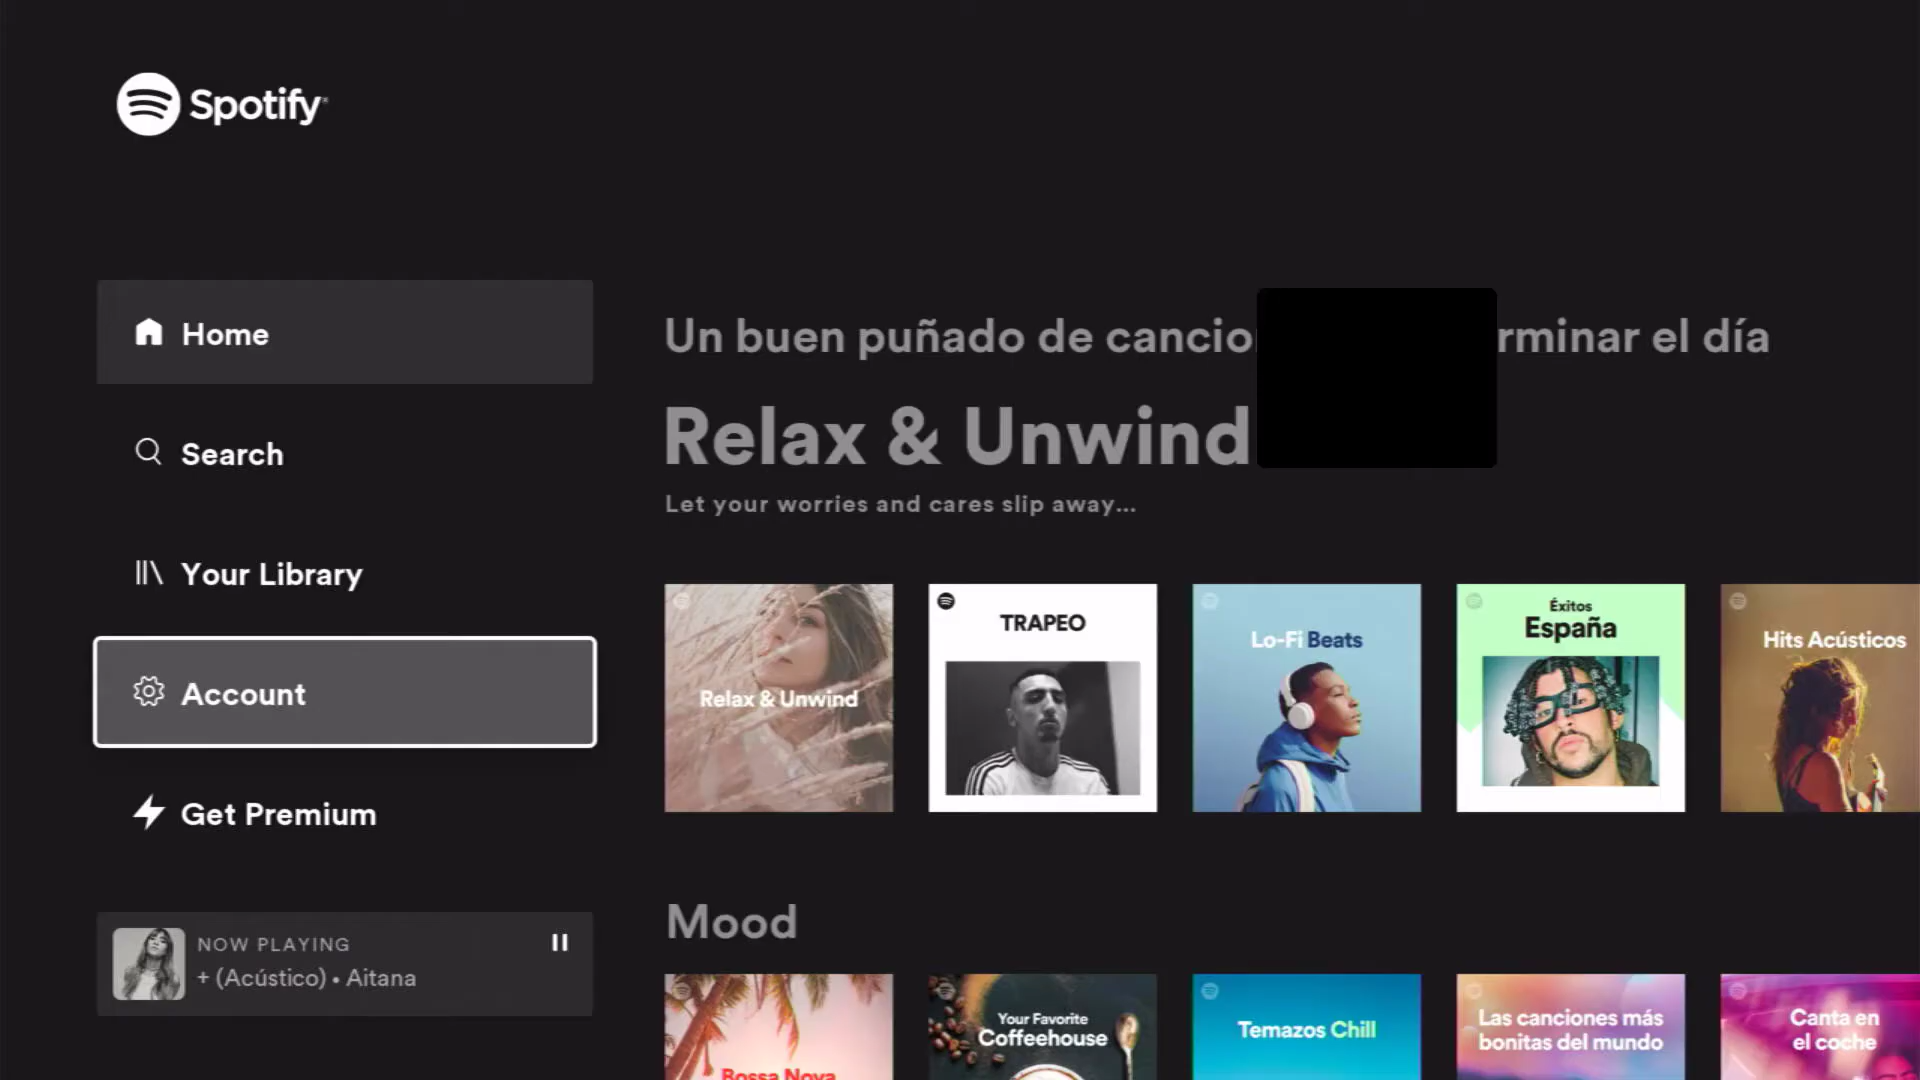 Spotify
Home
Search
Your Library
Account
Get Premium
NOW PLAYING
+ (Acústico) • Aitana
Un buen puñado de el día
Relax & Unwind
Let your worries and cares slip away...
Relax & Unwind
TRAPEO
Lo-Fi Beats
Éxitos
España
Hits Acústicos
Mood
Bossa Nova
Your Favorite
Coffeehouse
Temazos Chill
Las canciones más
bonitas del mundo
Canta en
el coche